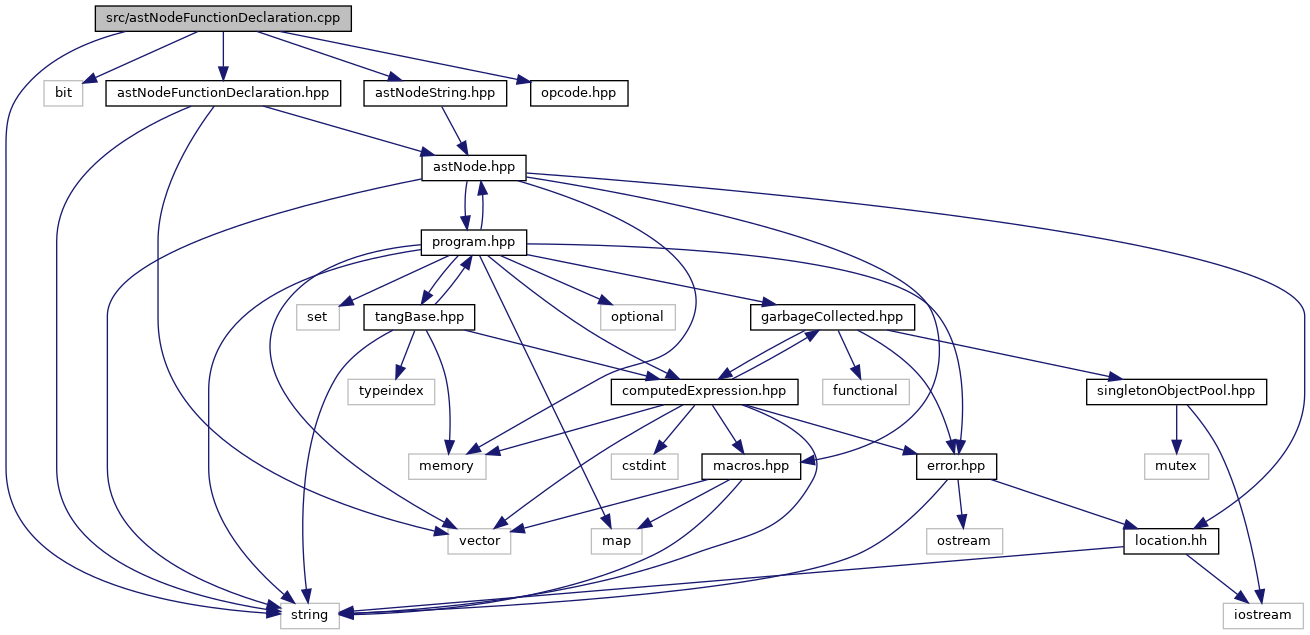 src/astNodeFunctionDeclaration.cpp
bit
astNodeFunctionDeclaration.hpp
astNodeString.hpp
opcode.hpp
astNode.hpp
program.hpp
set
tangBase.hpp
optional
garbageCollected.hpp
typeindex
computedExpression.hpp
functional
singletonObjectPool.hpp
memory
cstdint
macros.hpp
error.hpp
mutex
vector
map
ostream
location.hh
string
iostream